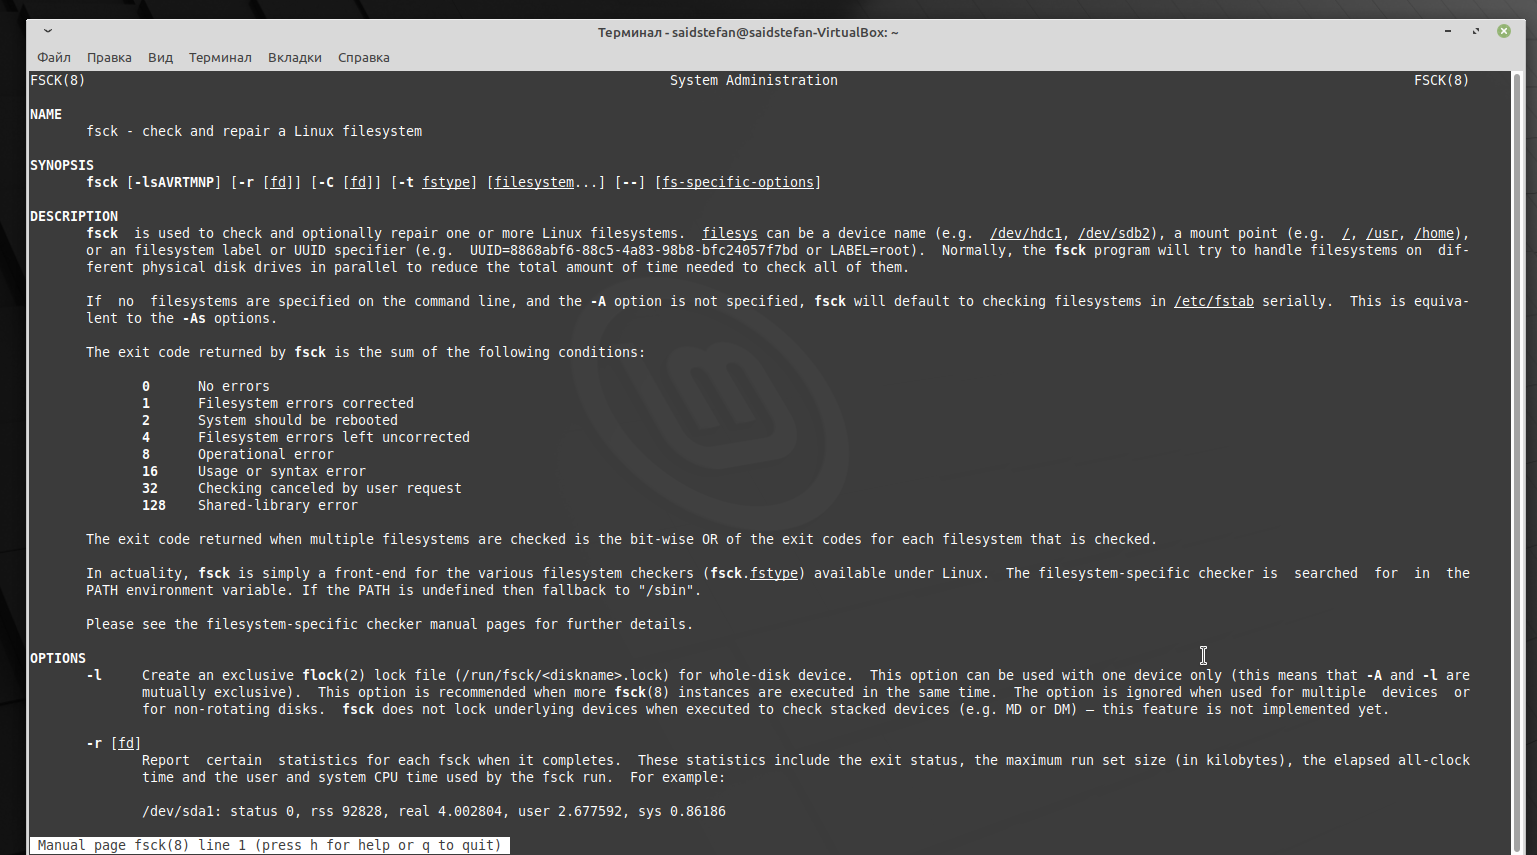 Терминал - saidstefan@saidstefan-VirtualBox: ~
Файл Правка Вид Терминал Вкладки Справка
FSCK(8) System Administration FSCK(8)
NAME
fsck - check and repair a Linux filesystem
SYNOPSIS
fsck [-lsAVRTMNP] [-r [fd]] [-C [fd]] [-t fstype] [filesystem...] [--] [fs-specific-options]
DESCRIPTION
fsck  is used to check and optionally repair one or more Linux filesystems.  filesys can be a device name (e.g.  /dev/hdc1, /dev/sdb2), a mount point (e.g.  /, /usr, /home),
or an filesystem label or UUID specifier (e.g.  UUID=8868abf6-88c5-4a83-98b8-bfc24057f7bd or LABEL=root).  Normally, the fsck program will try to handle filesystems on  dif-
ferent physical disk drives in parallel to reduce the total amount of time needed to check all of them.
If  no  filesystems are specified on the command line, and the -A option is not specified, fsck will default to checking filesystems in /etc/fstab serially.  This is equiva-
lent to the -As options.
The exit code returned by fsck is the sum of the following conditions:
0 No errors
1 Filesystem errors corrected
2 System should be rebooted
4 Filesystem errors left uncorrected
8 Operational error
16 Usage or syntax error
32 Checking canceled by user request
128 Shared-library error
The exit code returned when multiple filesystems are checked is the bit-wise OR of the exit codes for each filesystem that is checked.
In actuality, fsck is simply a front-end for the various filesystem checkers (fsck.fstype) available under Linux.  The filesystem-specific checker is  searched  for  in  the
PATH environment variable. If the PATH is undefined then fallback to "/sbin".
Please see the filesystem-specific checker manual pages for further details.
OPTIONS
-l Create an exclusive flock(2) lock file (/run/fsck/<diskname>.lock) for whole-disk device.  This option can be used with one device only (this means that -A and -l are
mutually exclusive).  This option is recommended when more fsck(8) instances are executed in the same time.  The option is ignored when used for multiple  devices  or
for non-rotating disks.  fsck does not lock underlying devices when executed to check stacked devices (e.g. MD or DM) – this feature is not implemented yet.
-r [fd]
Report  certain  statistics for each fsck when it completes.  These statistics include the exit status, the maximum run set size (in kilobytes), the elapsed all-clock
time and the user and system CPU time used by the fsck run.  For example:
/dev/sda1: status 0, rss 92828, real 4.002804, user 2.677592, sys 0.86186
Manual page fsck(8) line 1 (press h for help or q to quit)